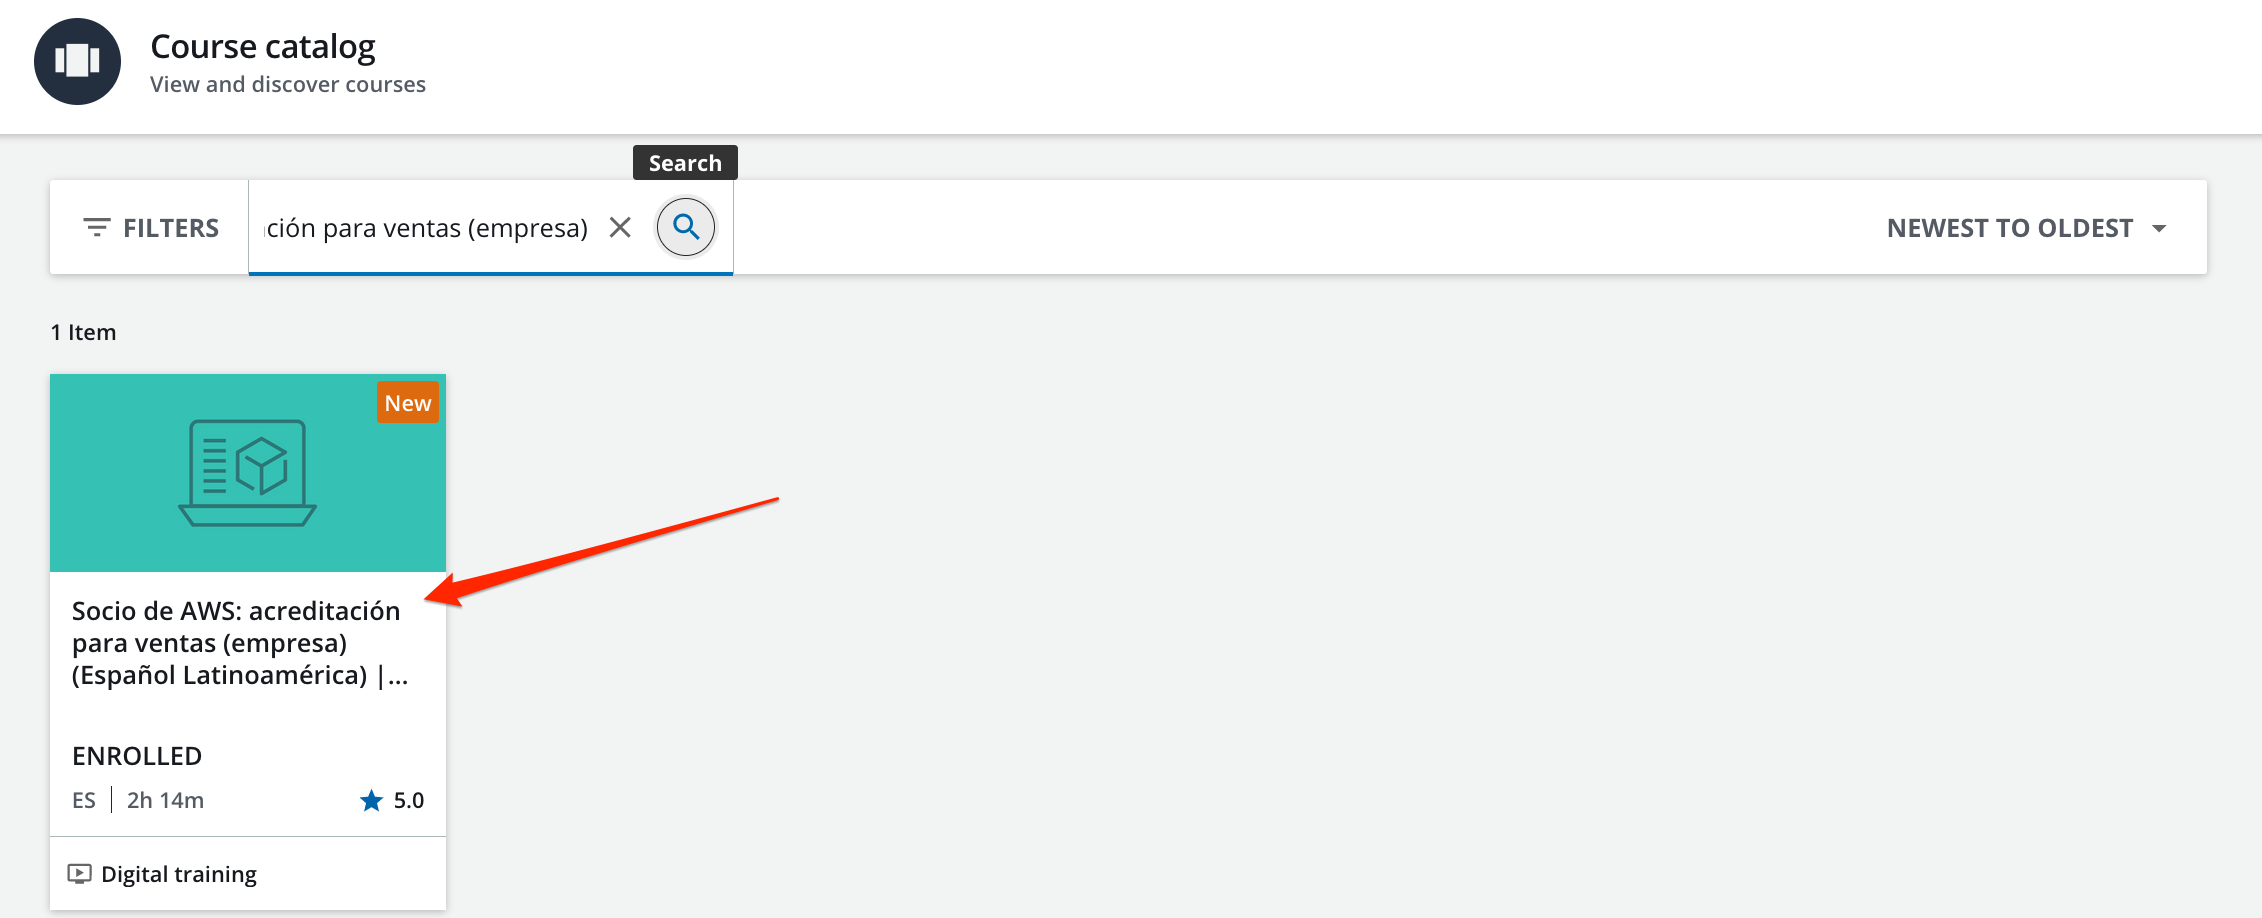 Course catalog
View and discover courses
Search
FILTERS
ción para ventas (empresa)
NEWEST TO OLDEST
1 Item
New
Socio de AWS: acreditación
para ventas (empresa)
(Español Latinoamérica) |...
ENROLLED
ES
2h 14m
5.0
Digital training